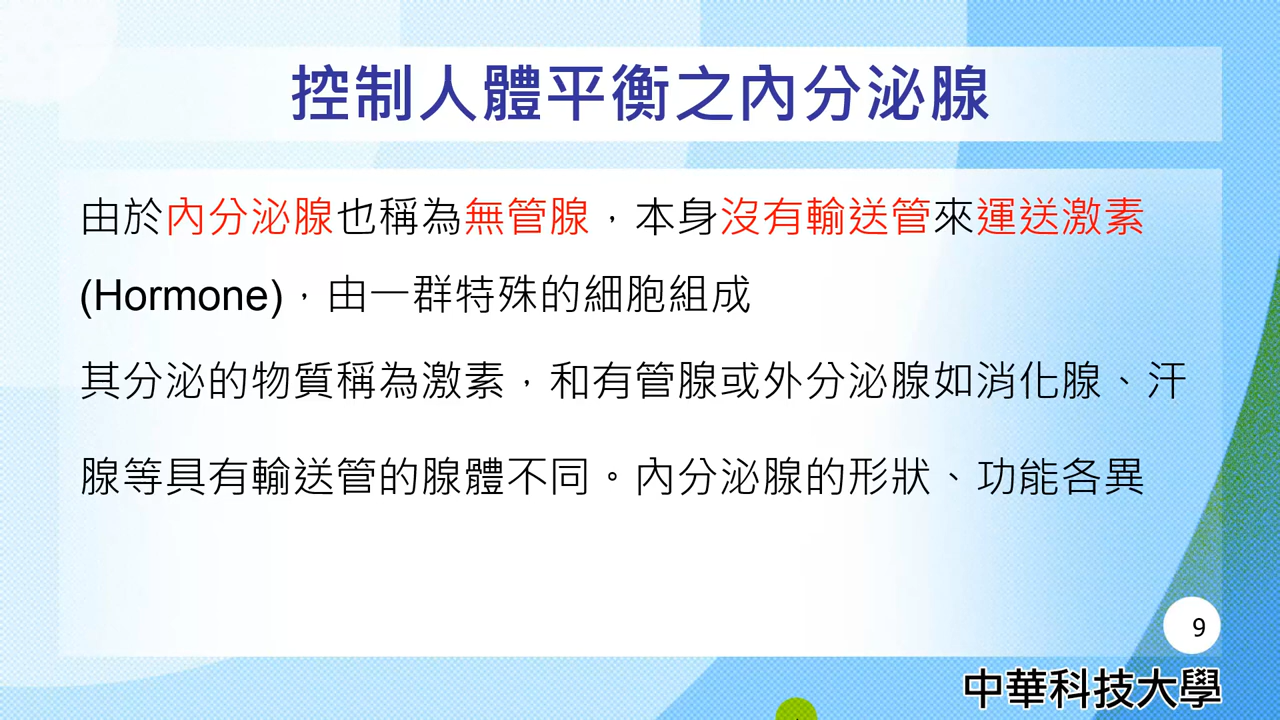 控制人體平衡之內分泌腺
由於內分泌腺也稱為無管腺，本身沒有輸送管來運送激素
(Hormone)，由一群特殊的細胞組成
其分泌的物質稱為激素，和有管腺或外分泌腺如消化腺、汗
腺等具有輸送管的腺體不同。內分泌腺的形狀、功能各異
9
中華科技大學